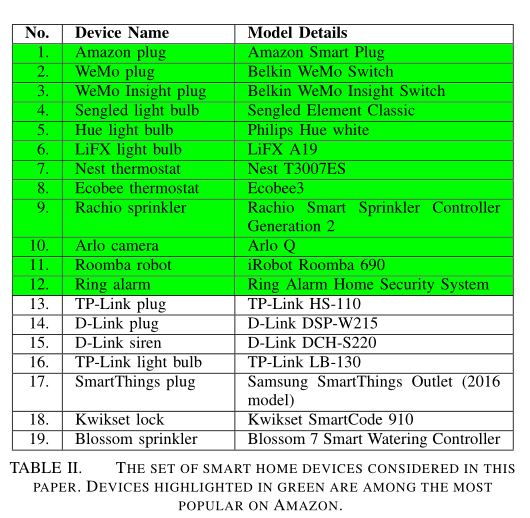 No. Device Name Model Details
1. Amazon plug Amazon Smart Plug
2. WeMo plug Belkin WeMo Switch
3. WeMo Insight plug Belkin WeMo Insight Switch
4. Sengled light bulb Sengled Element Classic
5. Hue light bulb Philips Hue white
6. LiFX light bulb LiFX A19
7. Nest thermostat Nest T3007ES
8. Ecobee thermostat Ecobee3
9. Rachio sprinkler Rachio Smart Sprinkler Controller
Generation 2
10. Arlo camera Arlo Q
11. Roomba robot iRobot Roomba 690
12. Ring alarm Ring Alarm Home Security System
13. TP-Link plug TP-Link HS-110
14. D-Link plug D-Link DSP-W215
15. D-Link siren D-Link DCH-S220
16. TP-Link light bulb TP-Link LB-130
17. SmartThings plug Samsung SmartThings Outlet (2016
model)
18. Kwikset lock Kwikset SmartCode 910
19. Blossom sprinkler Blossom 7 Smart Watering Controller
TABLE II. THE SET OF SMART HOME DEVICES CONSIDERED IN THIS
PAPER. DEVICES HIGHLIGHTED IN GREEN ARE AMONG THE MOST
POPULAR ON AMAZON.